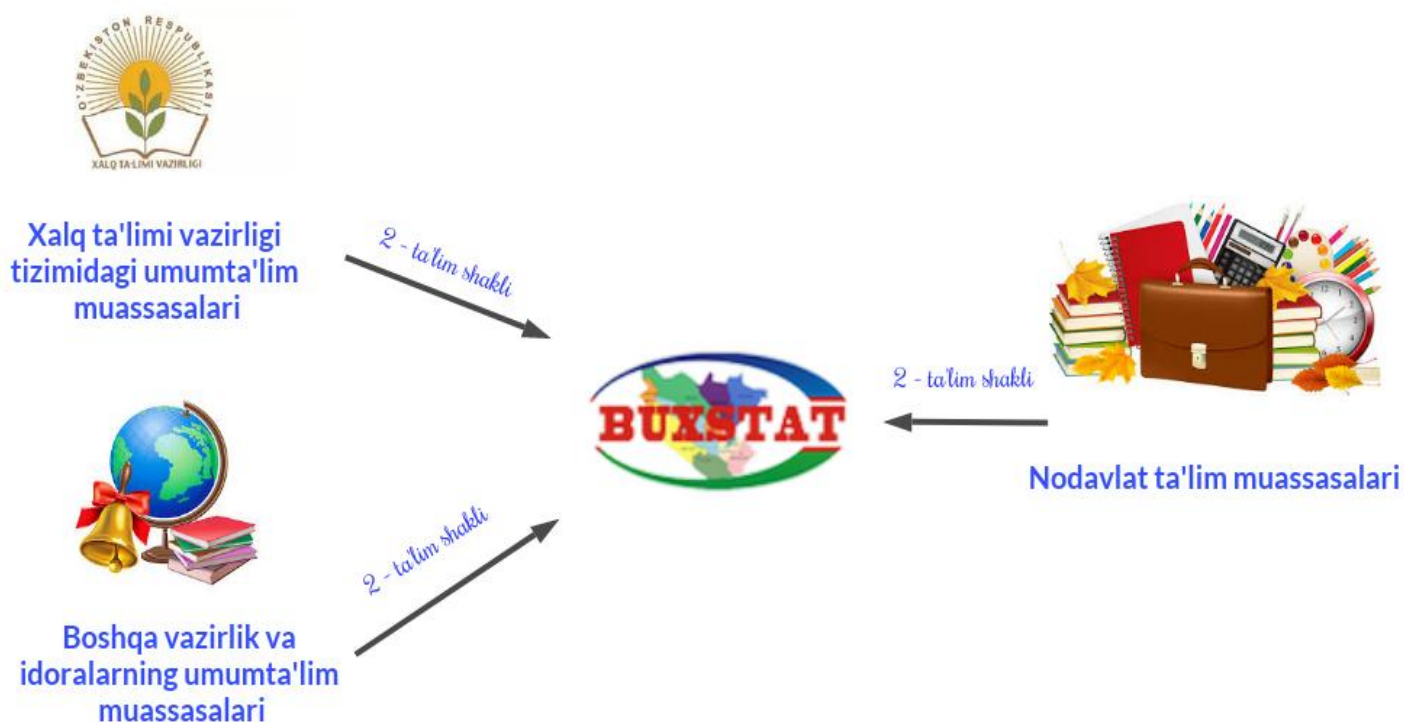 O'ZBEKISTON RESPUBLIKASI
XALQ TA'LIMI VAZIRLIGI
Xalq ta'limi vazirligi
tizimidagi umumta'lim
muassasalari
2 - ta'lim shakli
BUXSTAT
2 - ta'lim shakli
Nodavlat ta'lim muassasalari
2 - ta'lim shakli
Boshqa vazirlik va
idoralarning umumta'lim
muassasalari